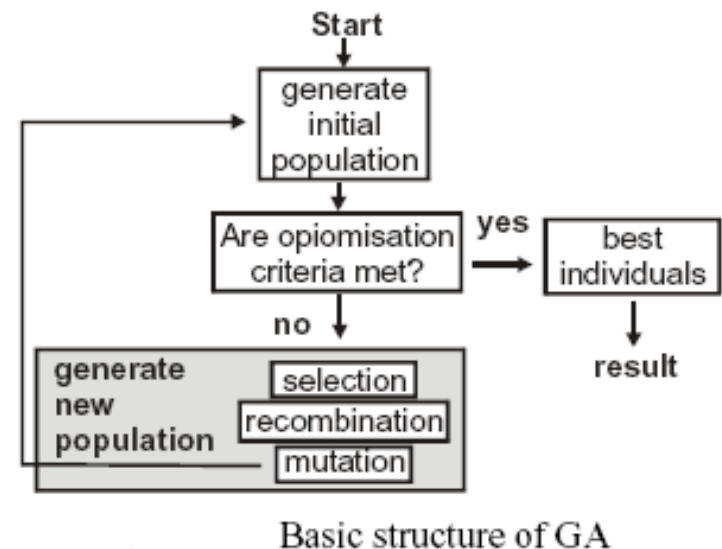 Start
generate
initial
population
Are opiomisation
criteria met?
yes
best
individuals
result
no
generate
new
population
selection
recombination
mutation
Basic structure of GA